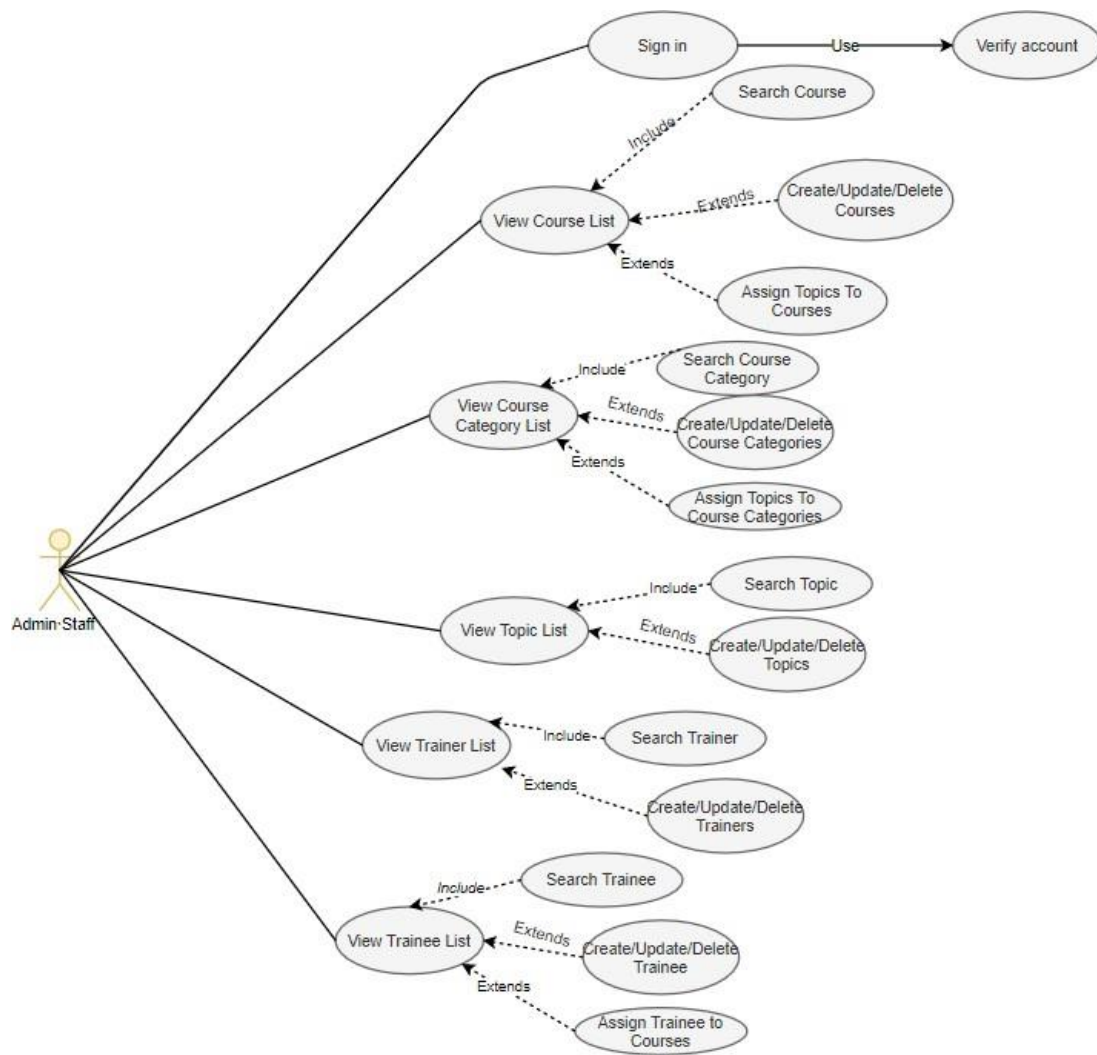 Sign in
Use
Verify account
Search Course
Include
Create/Update/Delete
Courses
Extends
View Course List
Extends
Assign Topics To
Courses
Search Course
Category
Include
View Course
Category List
Extends
Create/Update/Delete
Course Categories
Extends
Assign Topics To
Course Categories
Admin Staff
Search Topic
Include
View Topic List
Extends
Create/Update/Delete
Topics
View Trainer List
Include
Search Trainer
Extends
Create/Update/Delete
Trainers
Search Trainee
Include
View Trainee List
Extends
Create/Update/Delete
Trainee
Extends
Assign Trainee to
Courses